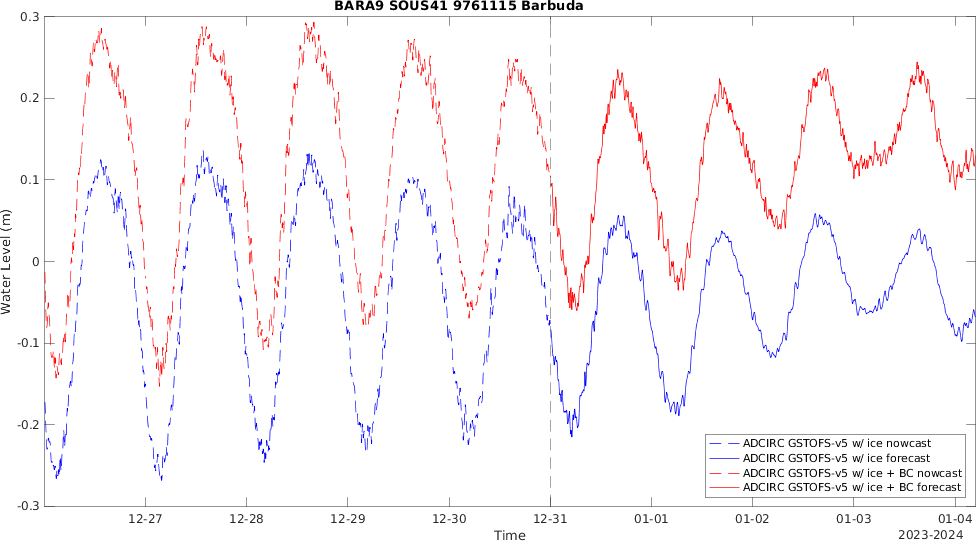 BARA9 SOUS41 9761115 Barbuda
0.3
0.2
0.1
0
-0.1
-0.2
-0.3
Water Level (m)
12-27
12-28
12-29
12-30
12-31
01-01
01-02
01-03
01-04
Time
2023-2024
ADCIRC GSTOFS-v5 w/ ice nowcast
ADCIRC GSTOFS-v5 w/ ice forecast
ADCIRC GSTOFS-v5 w/ ice + BC nowcast
ADCIRC GSTOFS-v5 w/ ice + BC forecast